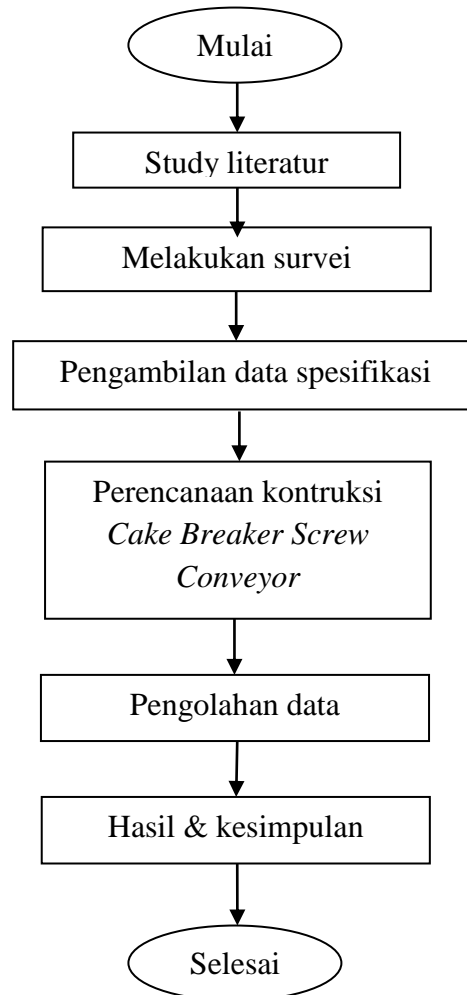 Mulai
Study literatur
Melakukan survei
Pengambilan data spesifikasi
Perencanaan kontruksi
Cake Breaker Screw
Conveyor
Pengolahan data
Hasil & kesimpulan
Selesai